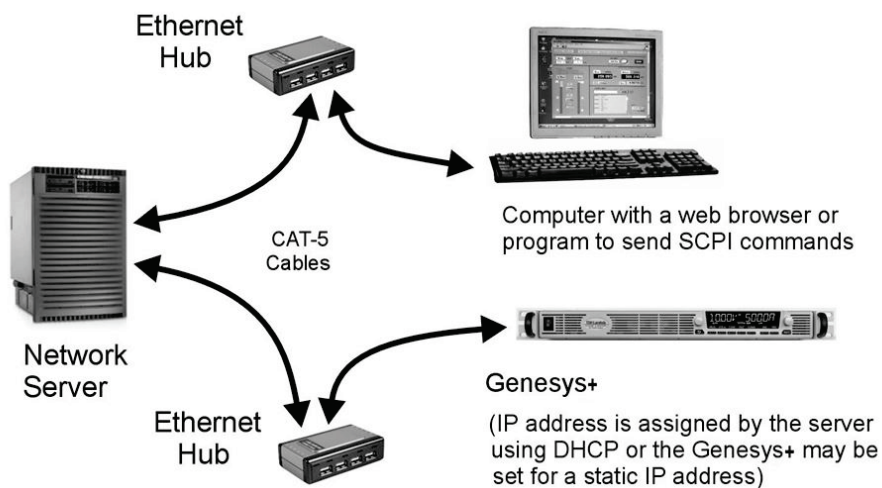 Ethernet
Hub
Computer with a web browser or
program to send SCPI commands
CAT-5
Cables
Network
Server
Genesys+
(IP address is assigned by the server
using DHCP or the Genesys+ may be
set for a static IP address)
Ethernet
Hub